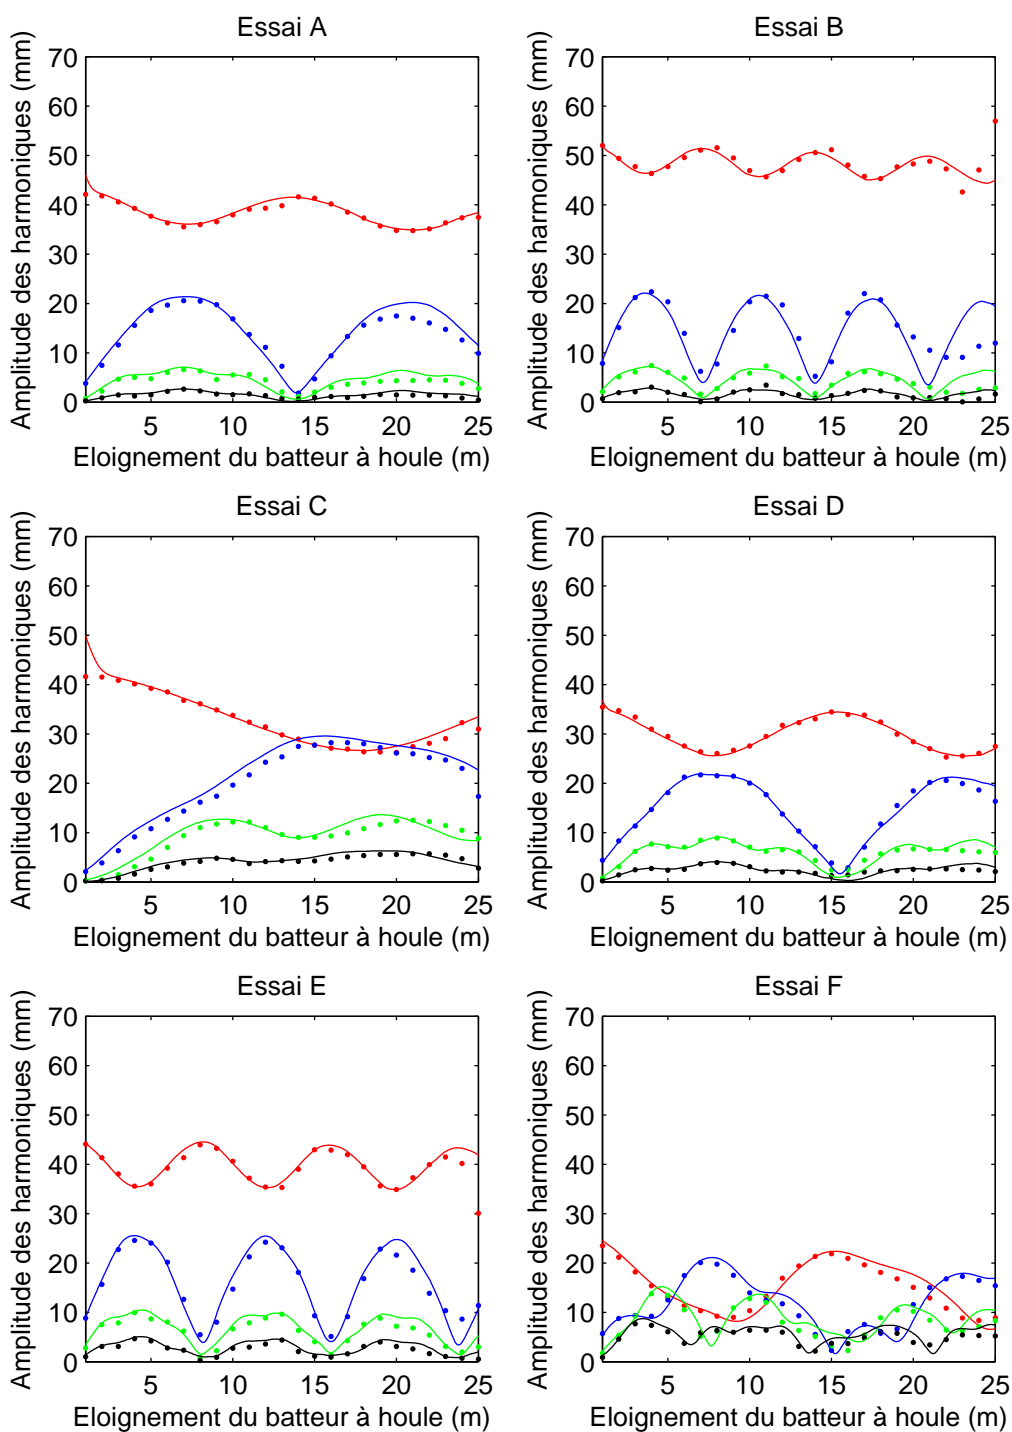 Essai A
70
60
50
40
30
20
10
0
5 10 15 20 25
Amplitude des harmoniques (mm)
Eloignement du batteur à houle (m)
Essai B
70
60
50
40
30
20
10
0
5 10 15 20 25
Amplitude des harmoniques (mm)
Eloignement du batteur à houle (m)
Essai C
70
60
50
40
30
20
10
0
5 10 15 20 25
Amplitude des harmoniques (mm)
Eloignement du batteur à houle (m)
Essai D
70
60
50
40
30
20
10
0
5 10 15 20 25
Amplitude des harmoniques (mm)
Eloignement du batteur à houle (m)
Essai E
70
60
50
40
30
20
10
0
5 10 15 20 25
Amplitude des harmoniques (mm)
Eloignement du batteur à houle (m)
Essai F
70
60
50
40
30
20
10
0
5 10 15 20 25
Amplitude des harmoniques (mm)
Eloignement du batteur à houle (m)